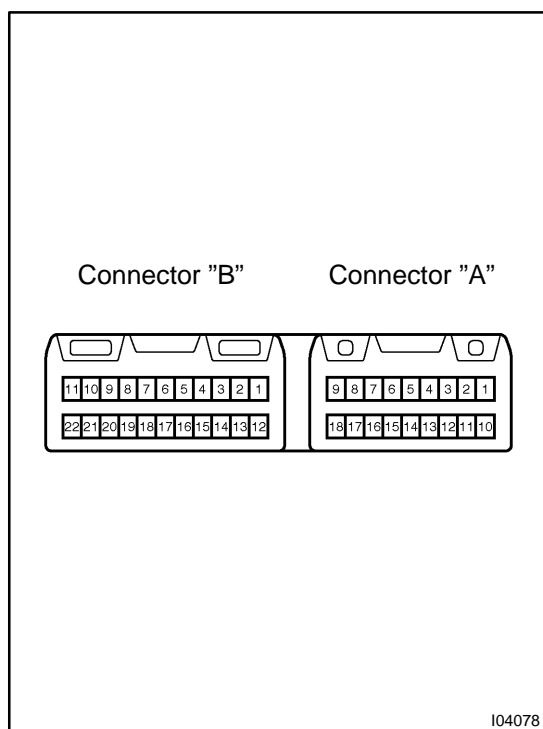 Connector ”B” Connector ”A”
11 10 9 8 7 6 5 4 3 2 1 9 8 7 6 5 4 3 2 1
22 21 20 19 18 17 16 15 14 13 12 18 17 16 15 14 13 12 11 10
I04078